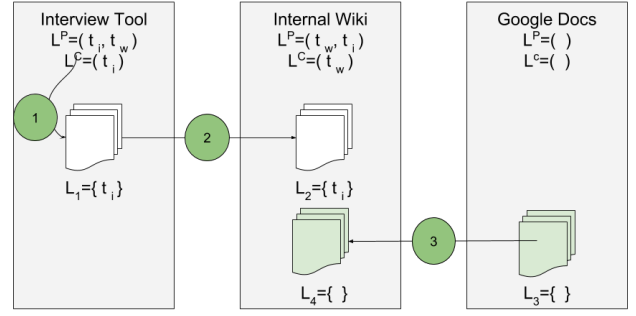 Interview Tool
L^P=( t_i, t_w)
L^C=( t_i )
1
L_1={ t_i }
2
Internal Wiki
L^P=( t_w, t_i )
L^C=( t_w)
L_2={ t_i }
L_4={ }
3
Google Docs
L^P=( )
L^c=( )
L_3={ }